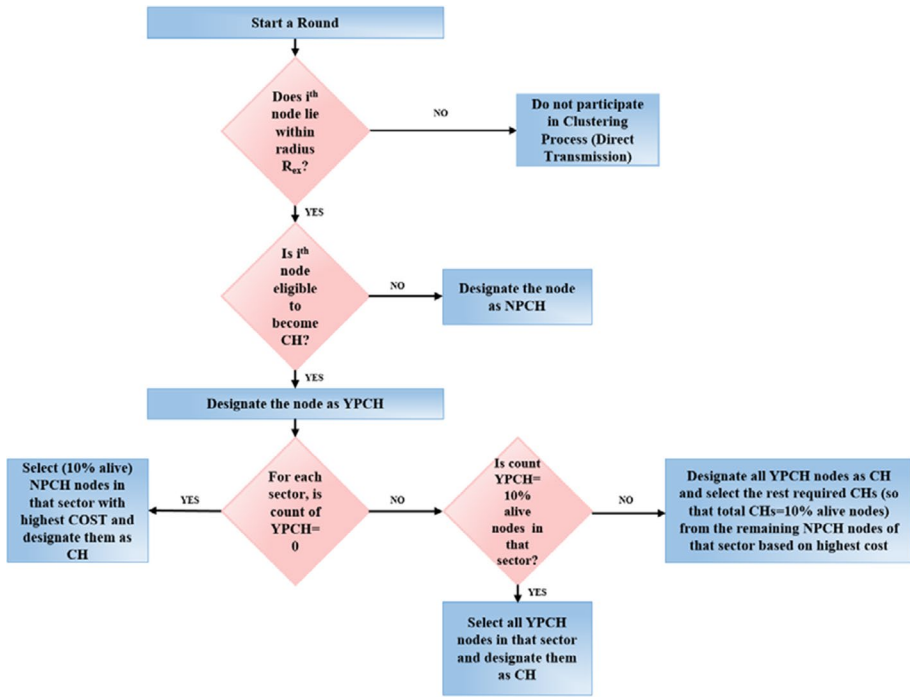 Start a Round
Does iᵗʰ
node lie
within
radius
Rₑₓ?
NO
Do not participate
in Clustering
Process (Direct
Transmission)
YES
Is iᵗʰ
node
eligible
to
become
CH?
NO
Designate the node
as NPCH
YES
Designate the node as YPCH
Select (10% alive)
NPCH nodes in
that sector with
highest COST and
designate them as
CH
YES
For each
sector, is
count of
YPCH=
0
NO
Is count
YPCH=
10%
alive
nodes in
that
sector?
NO
Designate all YPCH nodes as CH
and select the rest required CHs (so
that total CHs=10% alive nodes)
from the remaining NPCH nodes of
that sector based on highest cost
YES
Select all YPCH
nodes in that sector
and designate them
as CH